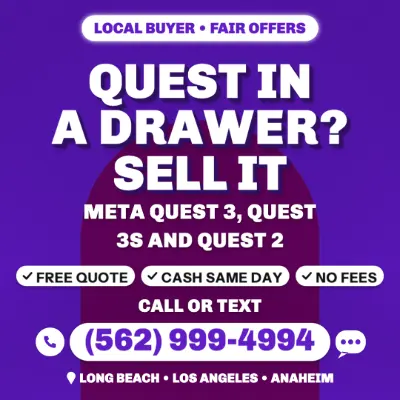 LOCAL BUYER • FAIR OFFERS
QUEST IN
A DRAWER?
SELL IT
META QUEST 3, QUEST
3S AND QUEST 2
✓ FREE QUOTE ✓ CASH SAME DAY ✓ NO FEES
CALL OR TEXT
(562) 999-4994
LONG BEACH • LOS ANGELES • ANAHEIM